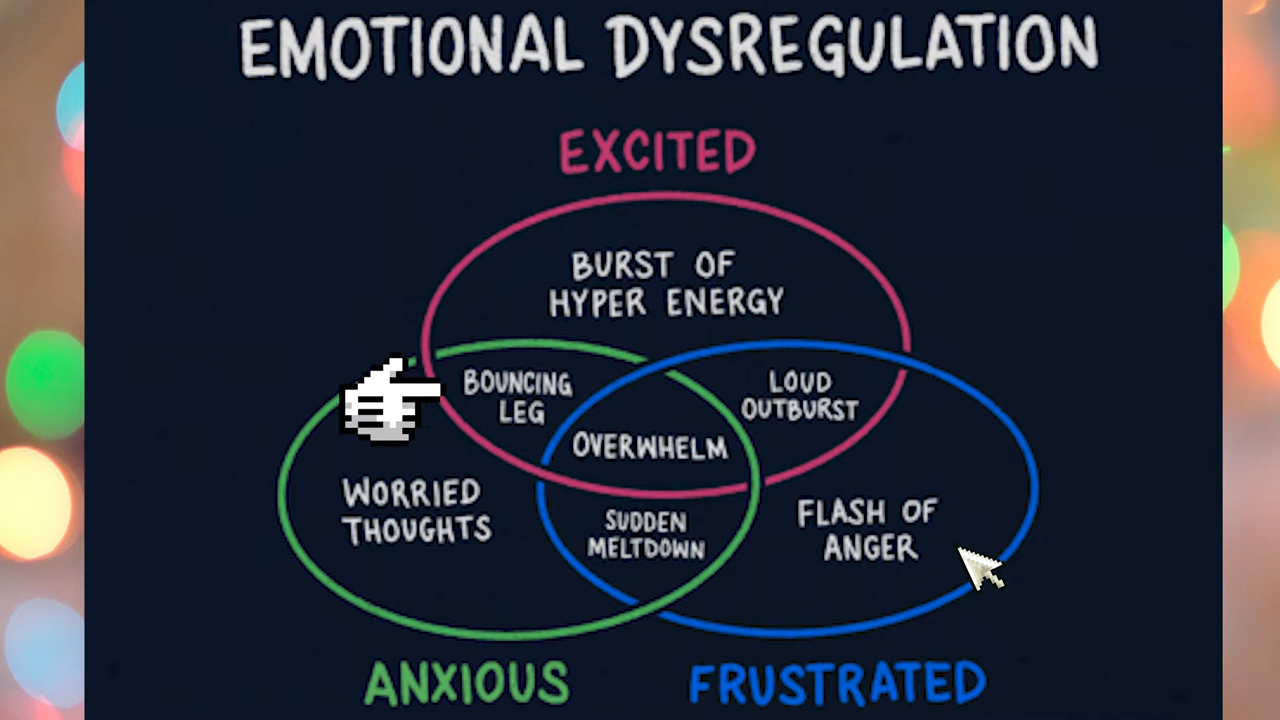 EMOTIONAL DYSREGULATION
EXCITED
BURST OF
HYPER ENERGY
BOUNCING
LEG
LOUD
OUTBURST
OVERWHELM
WORRIED
THOUGHTS
SUDDEN
MELTDOWN
FLASH OF
ANGER
ANXIOUS
FRUSTRATED